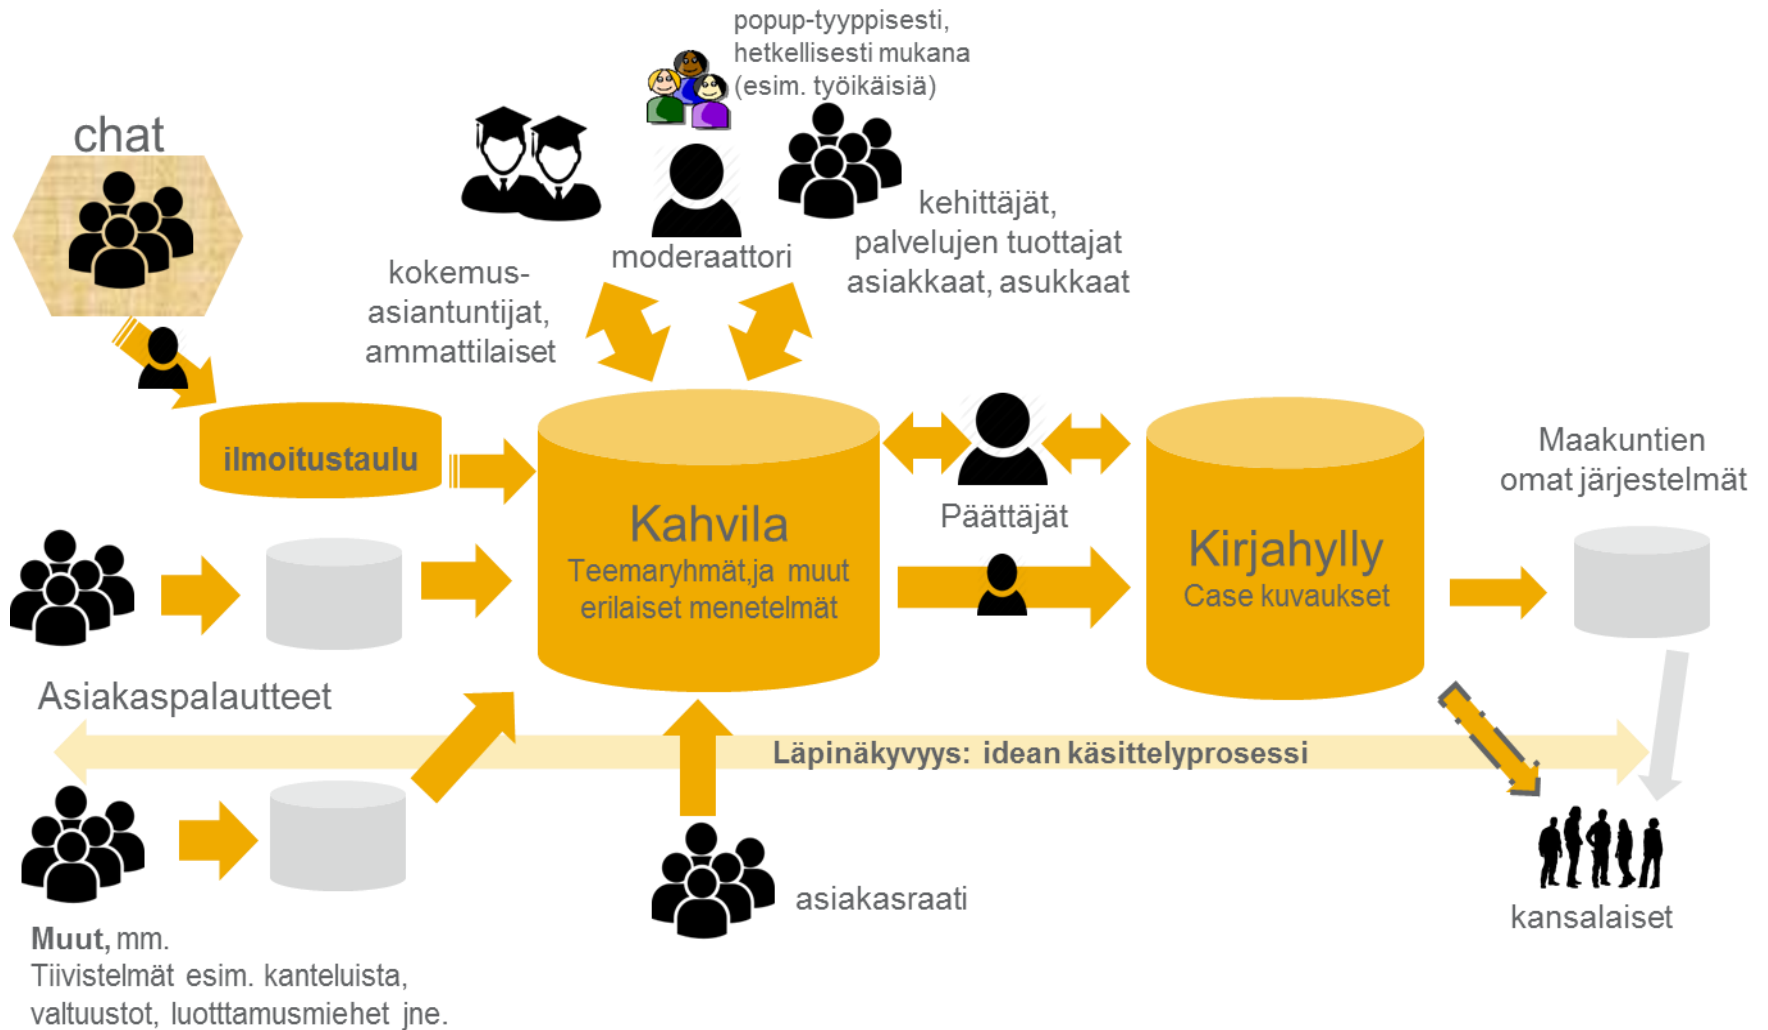 popup-tyyppisesti,
hetkellisesti mukana
(esim. työikäisiä)
chat
kehittäjät,
palvelujen tuottajat
asiakkaat, asukkaat
moderaattori
kokemus-
asiantuntijat,
ammattilaiset
ilmoitustaulu
Maakuntien
omat järjestelmät
Kahvila
Teemaryhmät,ja muut
erilaiset menetelmät
Päättäjät
Kirjahylly
Case kuvaukset
Asiakaspalautteet
Läpinäkyvyys: idean käsittelyprosessi
asiakasraati
kansalaiset
Muut, mm.
Tiivistelmät esim. kanteluista,
valtuustot, luotttamusmiehet jne.